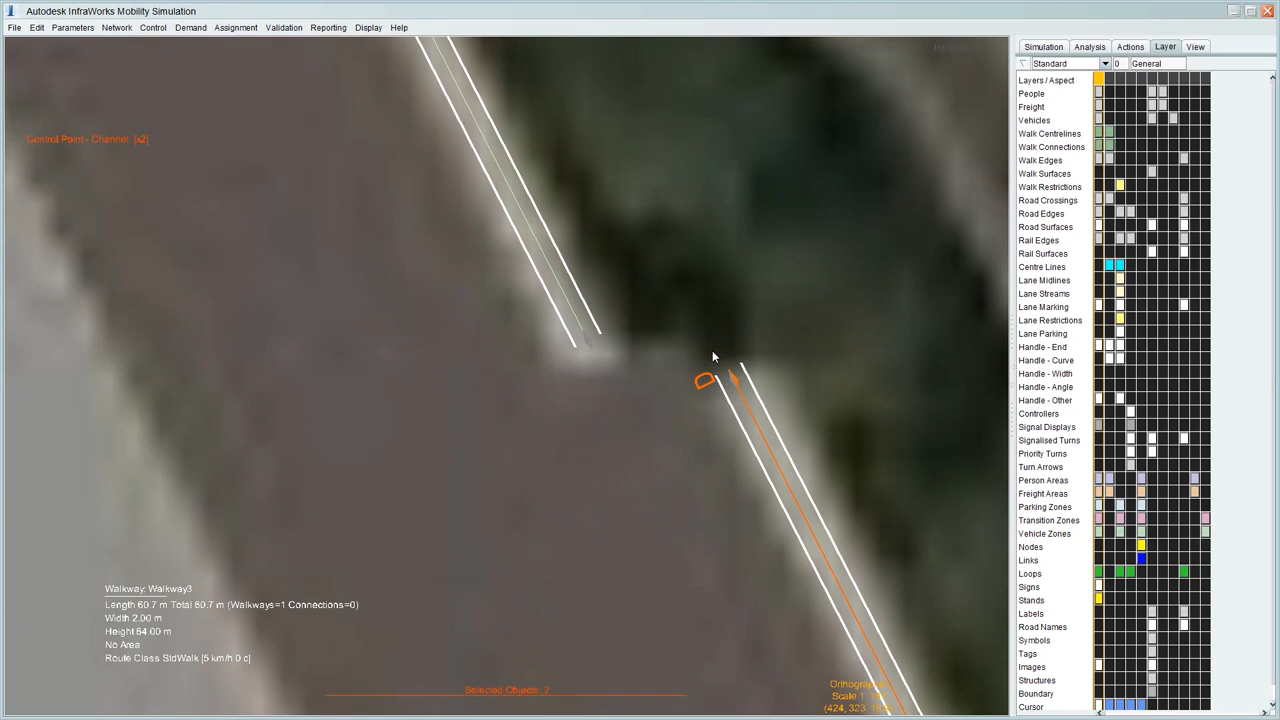 Autodesk InfraWorks Mobility Simulation
File Edit Parameters Network Control Demand Assignment Validation Reporting Display Help
Control Point - Channel: [x2]
Walkway: Walkway3
Length 60.7 m Total 60.7 m (Walkways=1 Connections=0)
Width 2.00 m
Height 64.00 m
No Area
Route Class StdWalk [5 km/h 0 c]
Selected Objects: 2
Simulation Analysis Actions Layer View
Standard 0 General
Layers / Aspect
People
Freight
Vehicles
Walk Centrelines
Walk Connections
Walk Edges
Walk Surfaces
Walk Restrictions
Road Crossings
Road Edges
Road Surfaces
Rail Edges
Rail Surfaces
Centre Lines
Lane Midlines
Lane Streams
Lane Marking
Lane Restrictions
Lane Parking
Handle - End
Handle - Curve
Handle - Width
Handle - Angle
Handle - Other
Controllers
Signal Displays
Signalised Turns
Priority Turns
Turn Arrows
Person Areas
Freight Areas
Parking Zones
Transition Zones
Vehicle Zones
Nodes
Links
Loops
Signs
Stands
Labels
Road Names
Symbols
Tags
Images
Structures
Boundary
Cursor